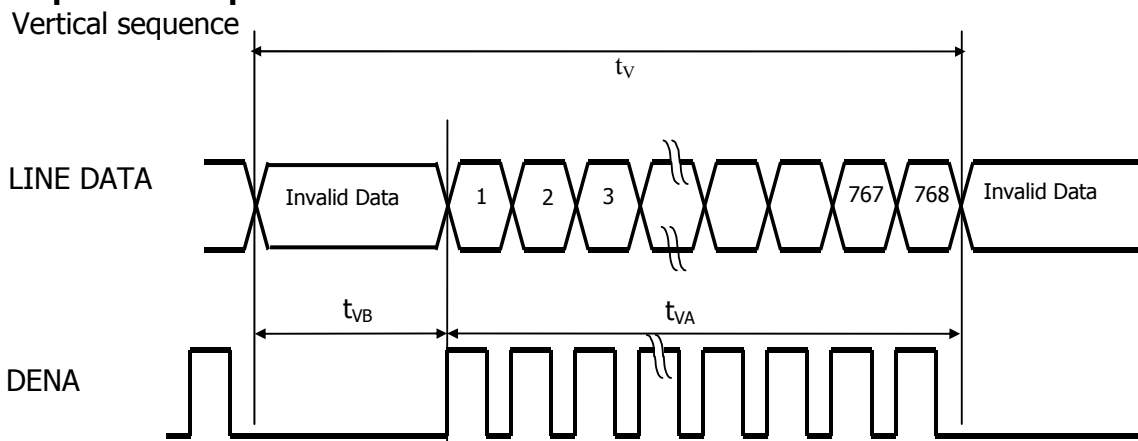 Vertical sequence
tV
LINE DATA
Invalid Data
1
2
3
767
768
Invalid Data
tVB
tVA
DENA